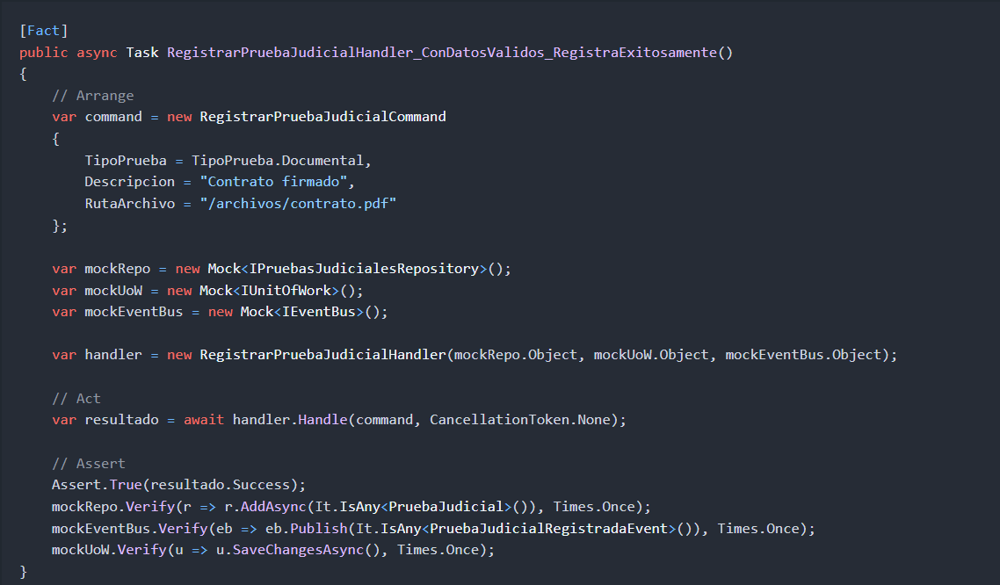 [Fact]
public async Task RegistrarPruebaJudicialHandler_ConDatosValidos_RegistraExitosamente()
{
    // Arrange
    var command = new RegistrarPruebaJudicialCommand
    {
        TipoPrueba = TipoPrueba.Documental,
        Descripcion = "Contrato firmado",
        RutaArchivo = "/archivos/contrato.pdf"
    };

    var mockRepo = new Mock<IPruebasJudicialesRepository>();
    var mockUoW = new Mock<IUnitOfWork>();
    var mockEventBus = new Mock<IEventBus>();

    var handler = new RegistrarPruebaJudicialHandler(mockRepo.Object, mockUoW.Object, mockEventBus.Object);

    // Act
    var resultado = await handler.Handle(command, CancellationToken.None);

    // Assert
    Assert.True(resultado.Success);
    mockRepo.Verify(r => r.AddAsync(It.IsAny<PruebaJudicial>()), Times.Once);
    mockEventBus.Verify(eb => eb.Publish(It.IsAny<PruebaJudicialRegistradaEvent>()), Times.Once);
    mockUoW.Verify(u => u.SaveChangesAsync(), Times.Once);
}